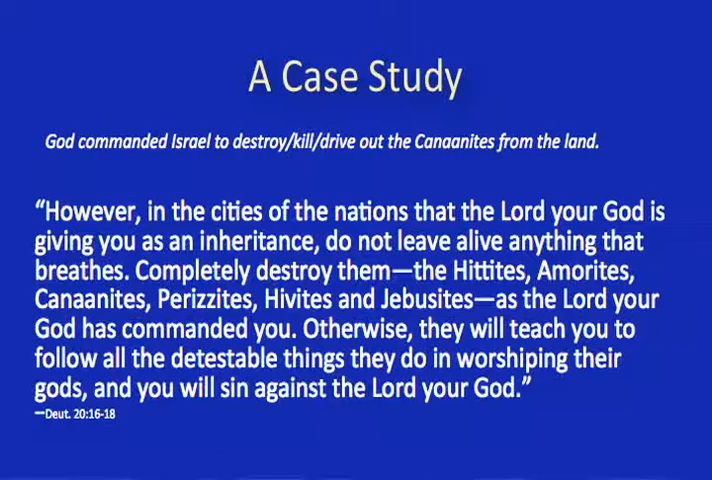 A Case Study
God commanded Israel to destroy/kill/drive out the Canaanites from the land.
“However, in the cities of the nations that the Lord your God is
giving you as an inheritance, do not leave alive anything that
breathes. Completely destroy them—the Hittites, Amorites,
Canaanites, Perizzites, Hivites and Jebusites—as the Lord your
God has commanded you. Otherwise, they will teach you to
follow all the detestable things they do in worshiping their
gods, and you will sin against the Lord your God.”
—Deut. 20:16-18